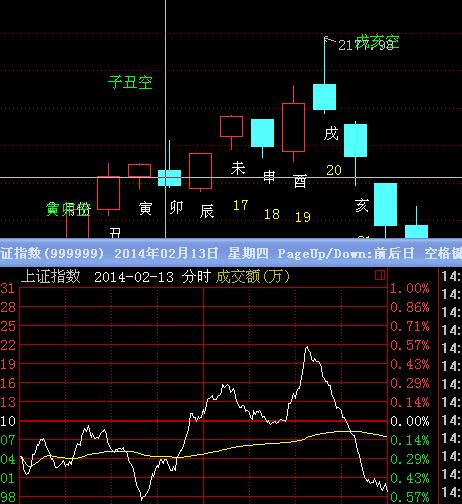 2177.98 戊亥空
子丑空
戌
未
申
酉
20
寅卯空
寅
卯
辰
17
18
19
亥
丑
21
证指数(999999) 2014年02月13日 星期四 PageUp/Down:前后日 空格键
上证指数 2014-02-13 分时 成交额(万)
31 1.00% 14:
28 0.86% 14:
25 0.71% 14:
22 0.57% 14:
19 0.43% 14:
16 0.29% 14:
13 0.14% 14:
10 0.00% 14:
07 0.14% 14:
04 0.29% 14:
01 0.43% 14:
98 0.57% 14: